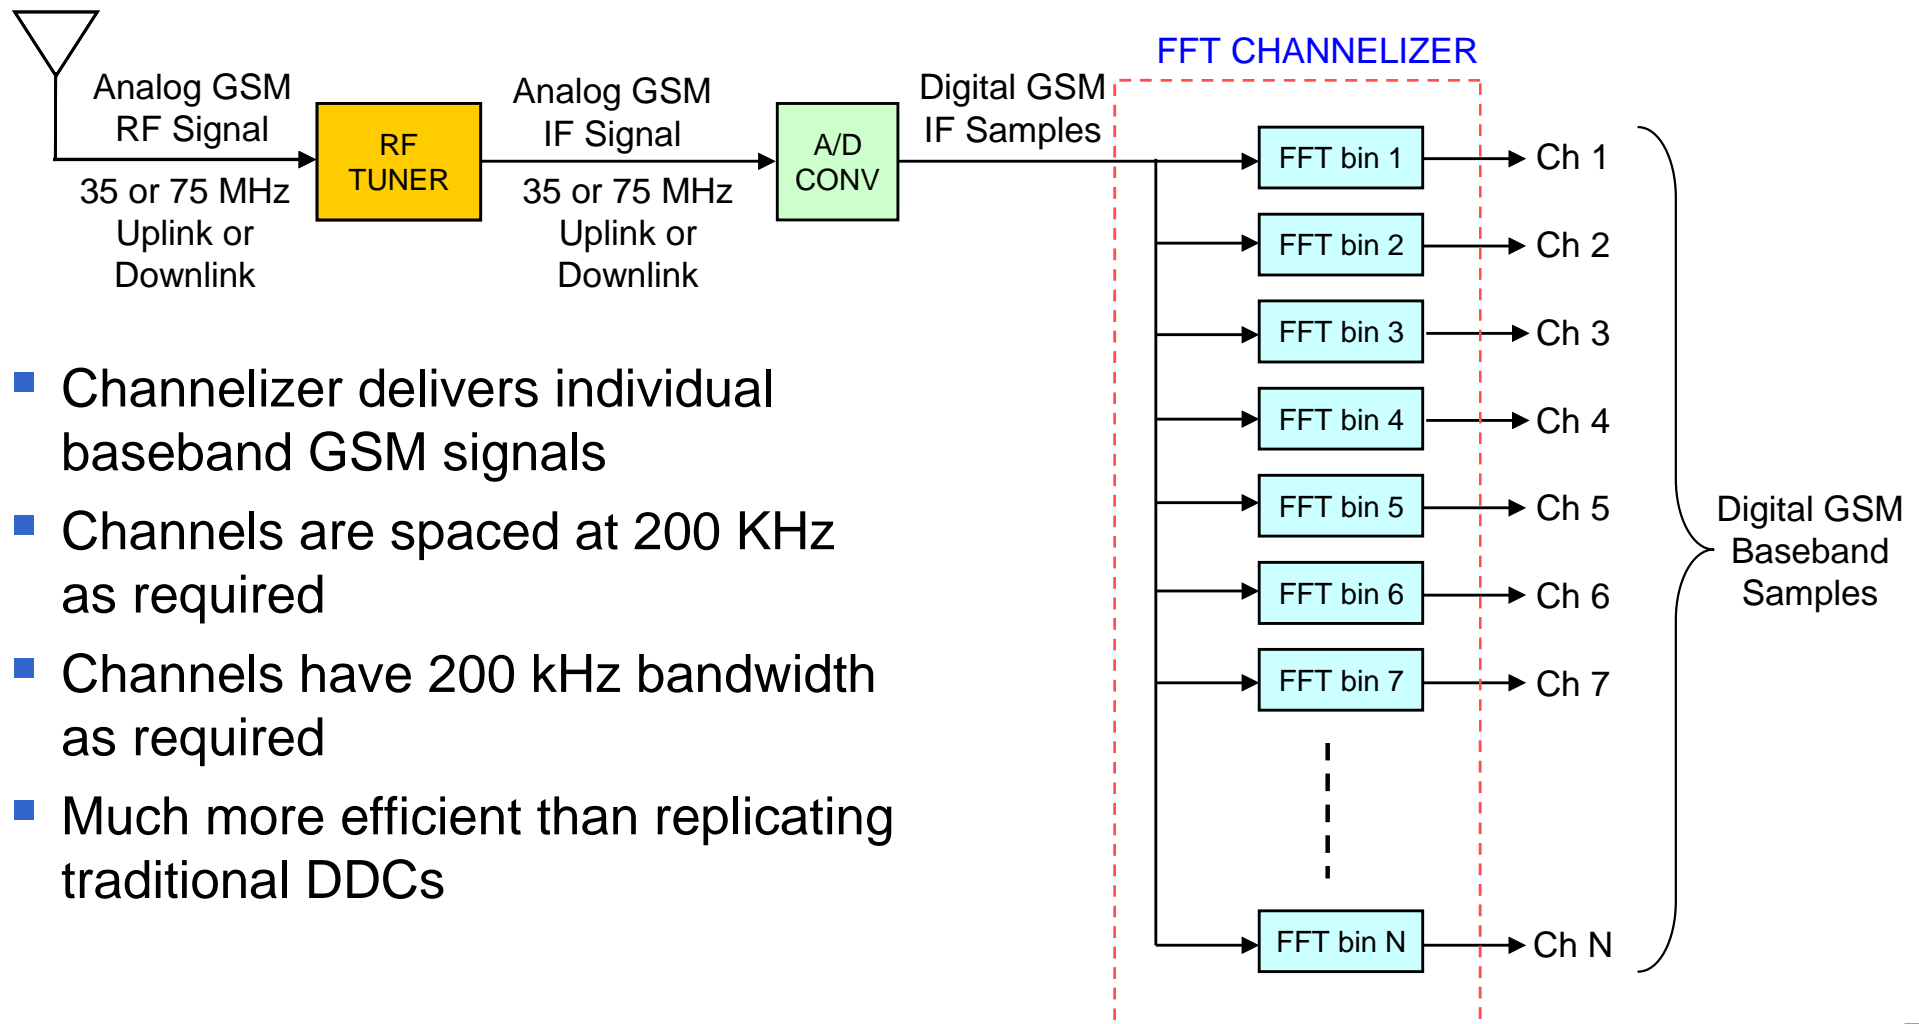 FFT CHANNELIZER
Analog GSM
RF Signal
35 or 75 MHz
Uplink or
Downlink
RF
TUNER
Analog GSM
IF Signal
35 or 75 MHz
Uplink or
Downlink
A/D
CONV
Digital GSM
IF Samples
FFT bin 1
Ch 1
FFT bin 2
Ch 2
FFT bin 3
Ch 3
FFT bin 4
Ch 4
FFT bin 5
Ch 5
FFT bin 6
Ch 6
FFT bin 7
Ch 7
FFT bin N
Ch N
Digital GSM
Baseband
Samples
Channelizer delivers individual
baseband GSM signals
Channels are spaced at 200 KHz
as required
Channels have 200 kHz bandwidth
as required
Much more efficient than replicating
traditional DDCs